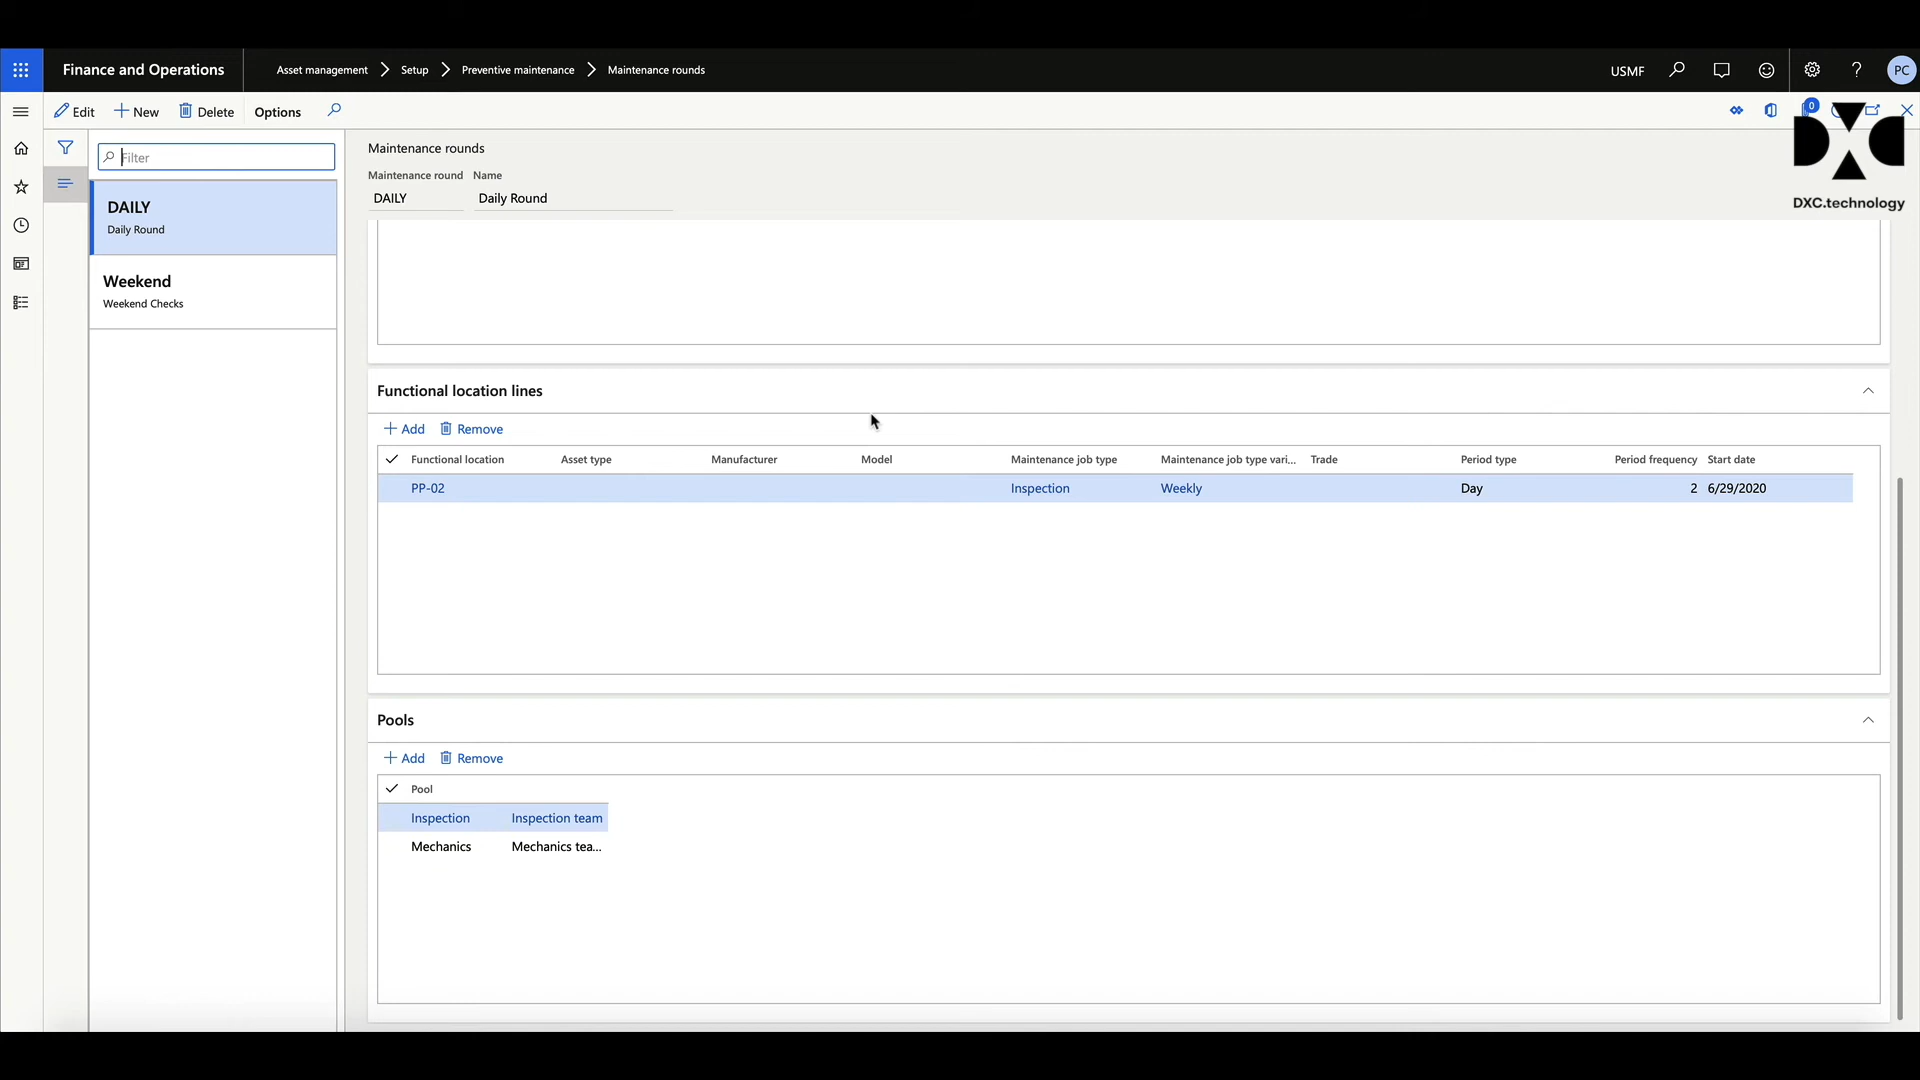 Finance and Operations
Asset management
Setup
Preventive maintenance
Maintenance rounds
USMF
?
PC
Edit
New
Delete
Options
0
DXC.technology
Filter
DAILY
Daily Round
Weekend
Weekend Checks
Maintenance rounds
Maintenance round Name
DAILY Daily Round
Functional location lines
Add Remove
Functional location Asset type Manufacturer Model Maintenance job type Maintenance job type vari... Trade Period type Period frequency Start date
PP-02 Inspection Weekly Day 2 6/29/2020
Pools
Add Remove
Pool
Inspection Inspection team
Mechanics Mechanics tea...